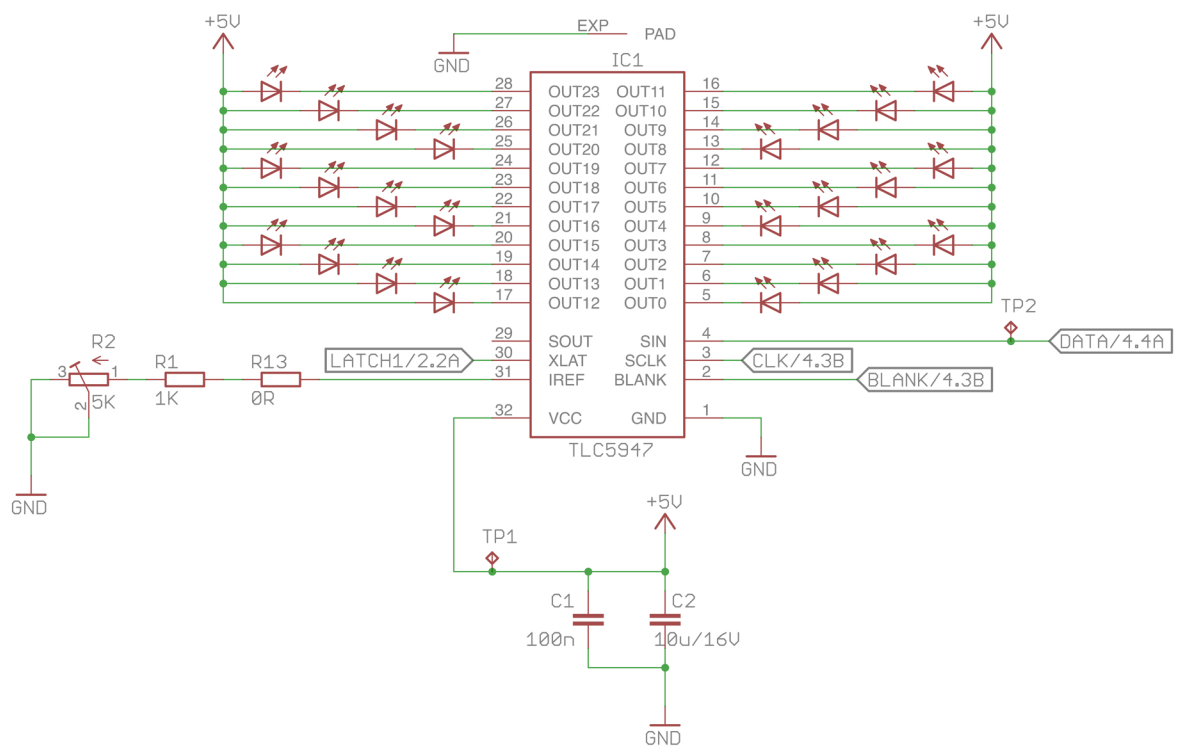 +5V
EXP PAD
+5V
GND
IC1
28 OUT23 OUT11 16
27 OUT22 OUT10 15
26 OUT21 OUT9 14
25 OUT20 OUT8 13
24 OUT19 OUT7 12
23 OUT18 OUT6 11
22 OUT17 OUT5 10
21 OUT16 OUT4 9
20 OUT15 OUT3 8
19 OUT14 OUT2 7
18 OUT13 OUT1 6
17 OUT12 OUT0 5
TP2
29 SOUT SIN 4 DATA/4.4A
R2 R1 R13 LATCH1/2.2A 30 XLAT SCLK 3 CLK/4.3B
3 1 31 IREF BLANK 2 BLANK/4.3B
2 5K 1K 0R
32 VCC GND 1
TLC5947
GND
GND
+5V
TP1
C1 C2
100n 10u/16V
GND